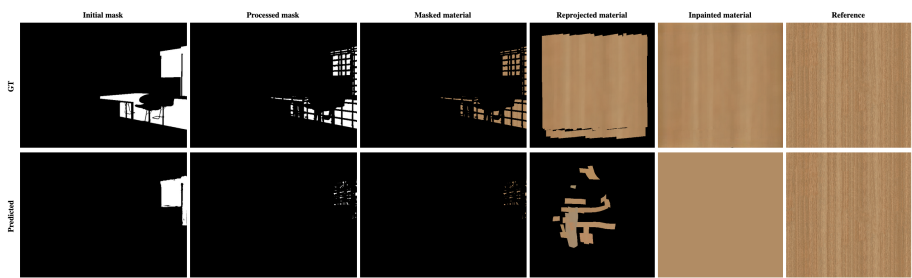 Initial mask
Processed mask
Masked material
Reprojected material
Inpainted material
Reference
GT
Predicted